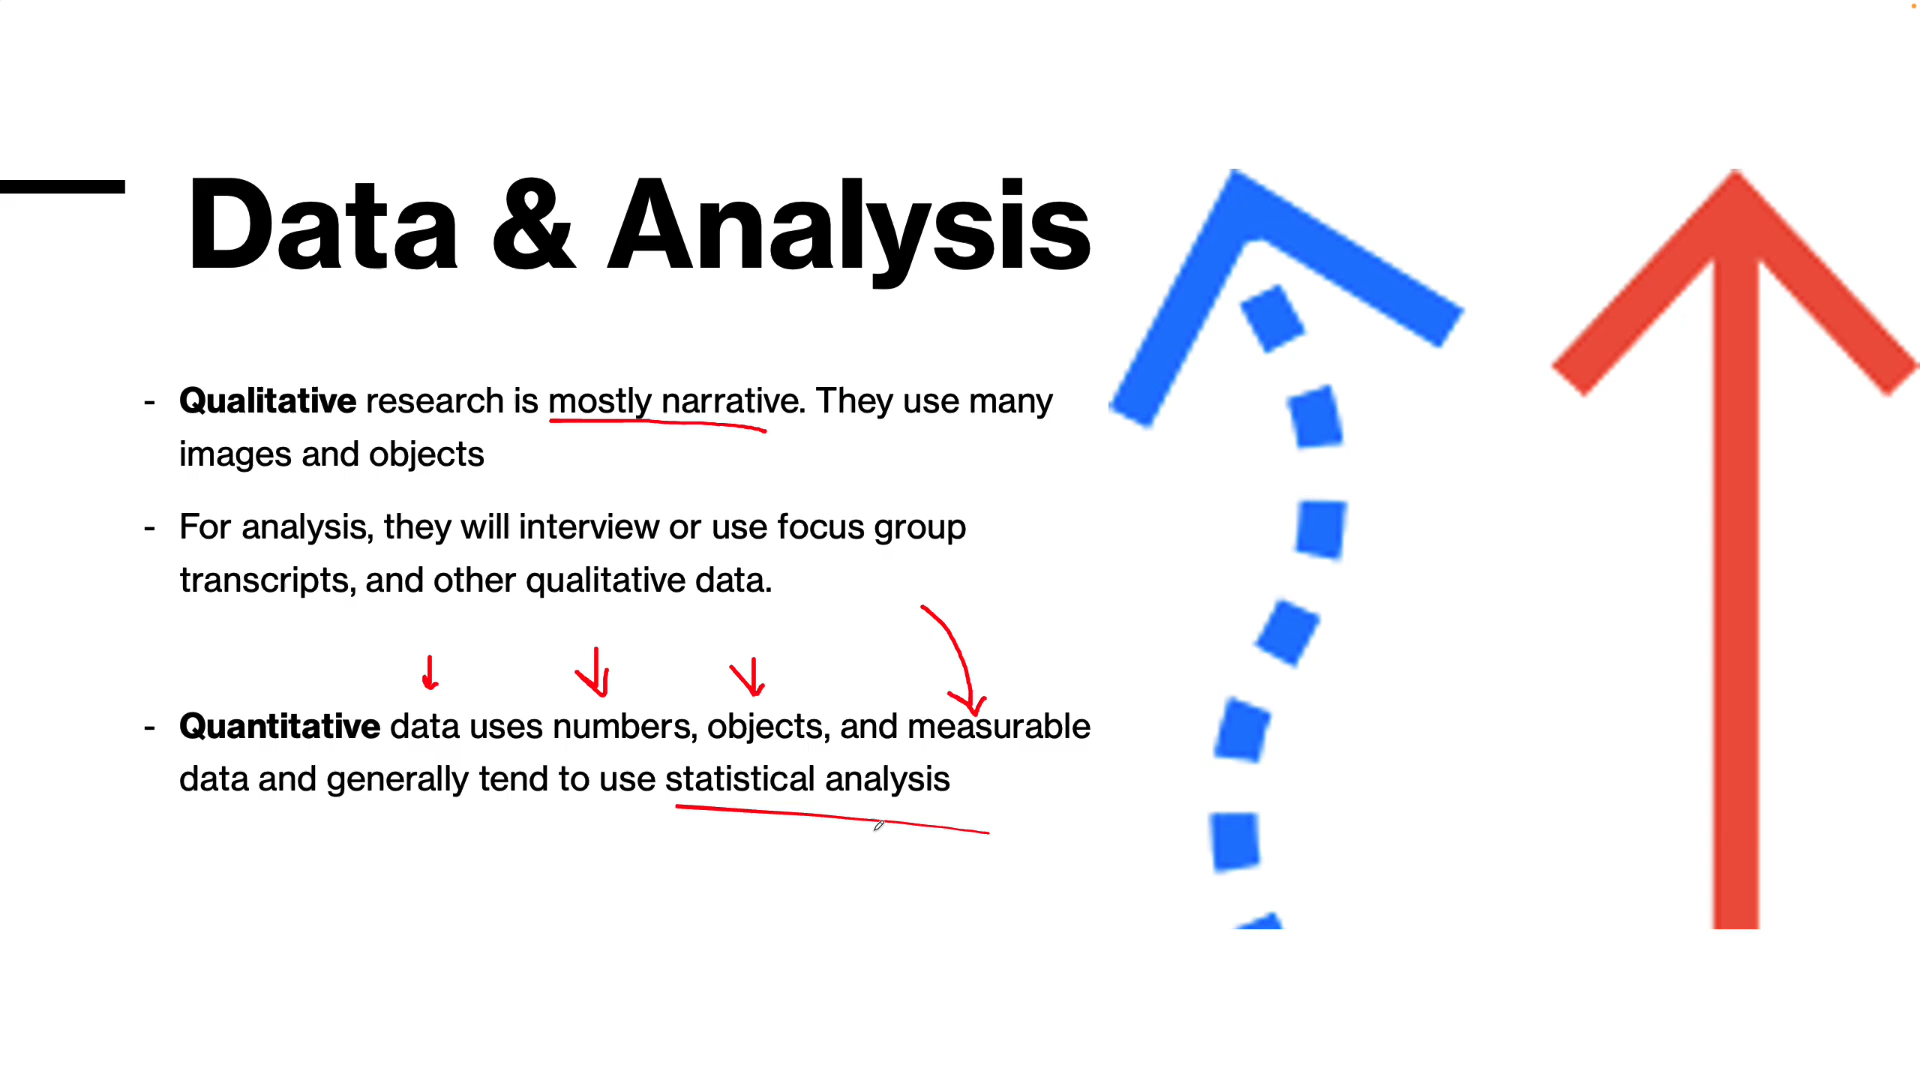 Data & Analysis
- Qualitative research is mostly narrative. They use many
images and objects
- For analysis, they will interview or use focus group
transcripts, and other qualitative data.
- Quantitative data uses numbers, objects, and measurable
data and generally tend to use statistical analysis